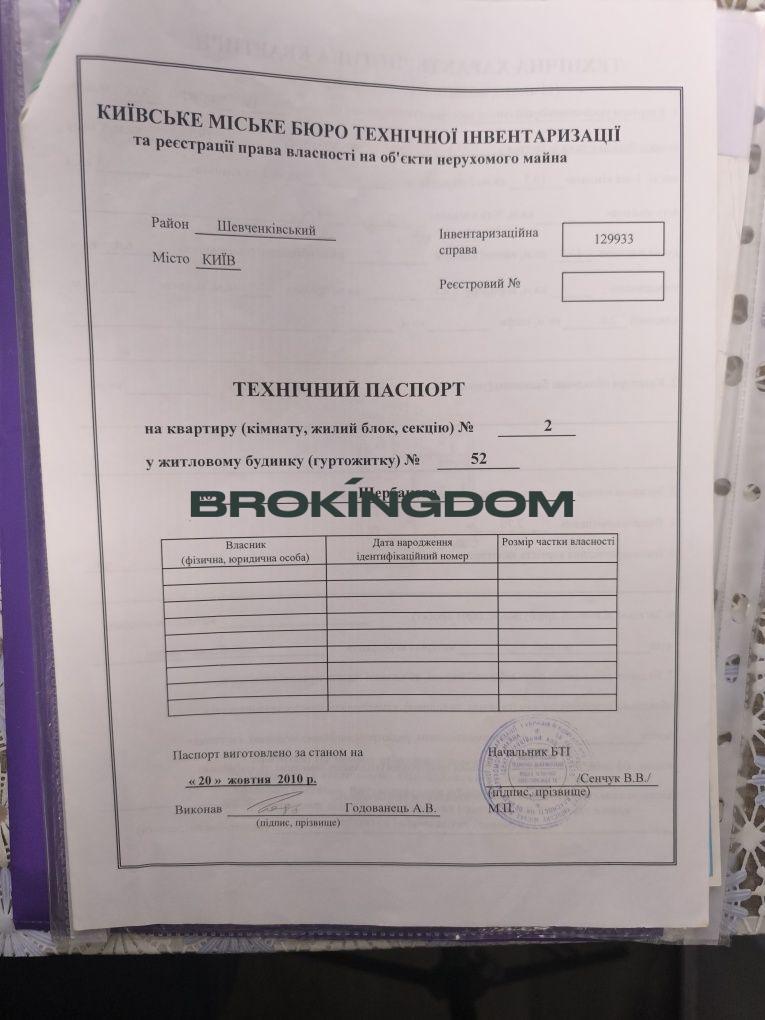 КИЇВСЬКЕ МІСЬКЕ БЮРО ТЕХНІЧНОЇ ІНВЕНТАРИЗАЦІЇ
та реєстрації права власності на об'єкти нерухомого майна
Район Шевченківський
Місто КИЇВ
Інвентаризаційна справа 129933
Реєстровий №
ТЕХНІЧНИЙ ПАСПОРТ
на квартиру (кімнату, жилий блок, секцію) № 2
у житловому будинку (гуртожитку) № 52
по Щербакова
BROKINGDOM
Власник
(фізична, юридична особа)
Дата народження
ідентифікаційний номер
Розмір частки власності
Паспорт виготовлено за станом на
« 20 » жовтня 2010 р.
Виконав Годованець А.В.
(підпис, прізвище)
Начальник БТІ
/Сенчук В.В./
(підпис, прізвище)
М.П.